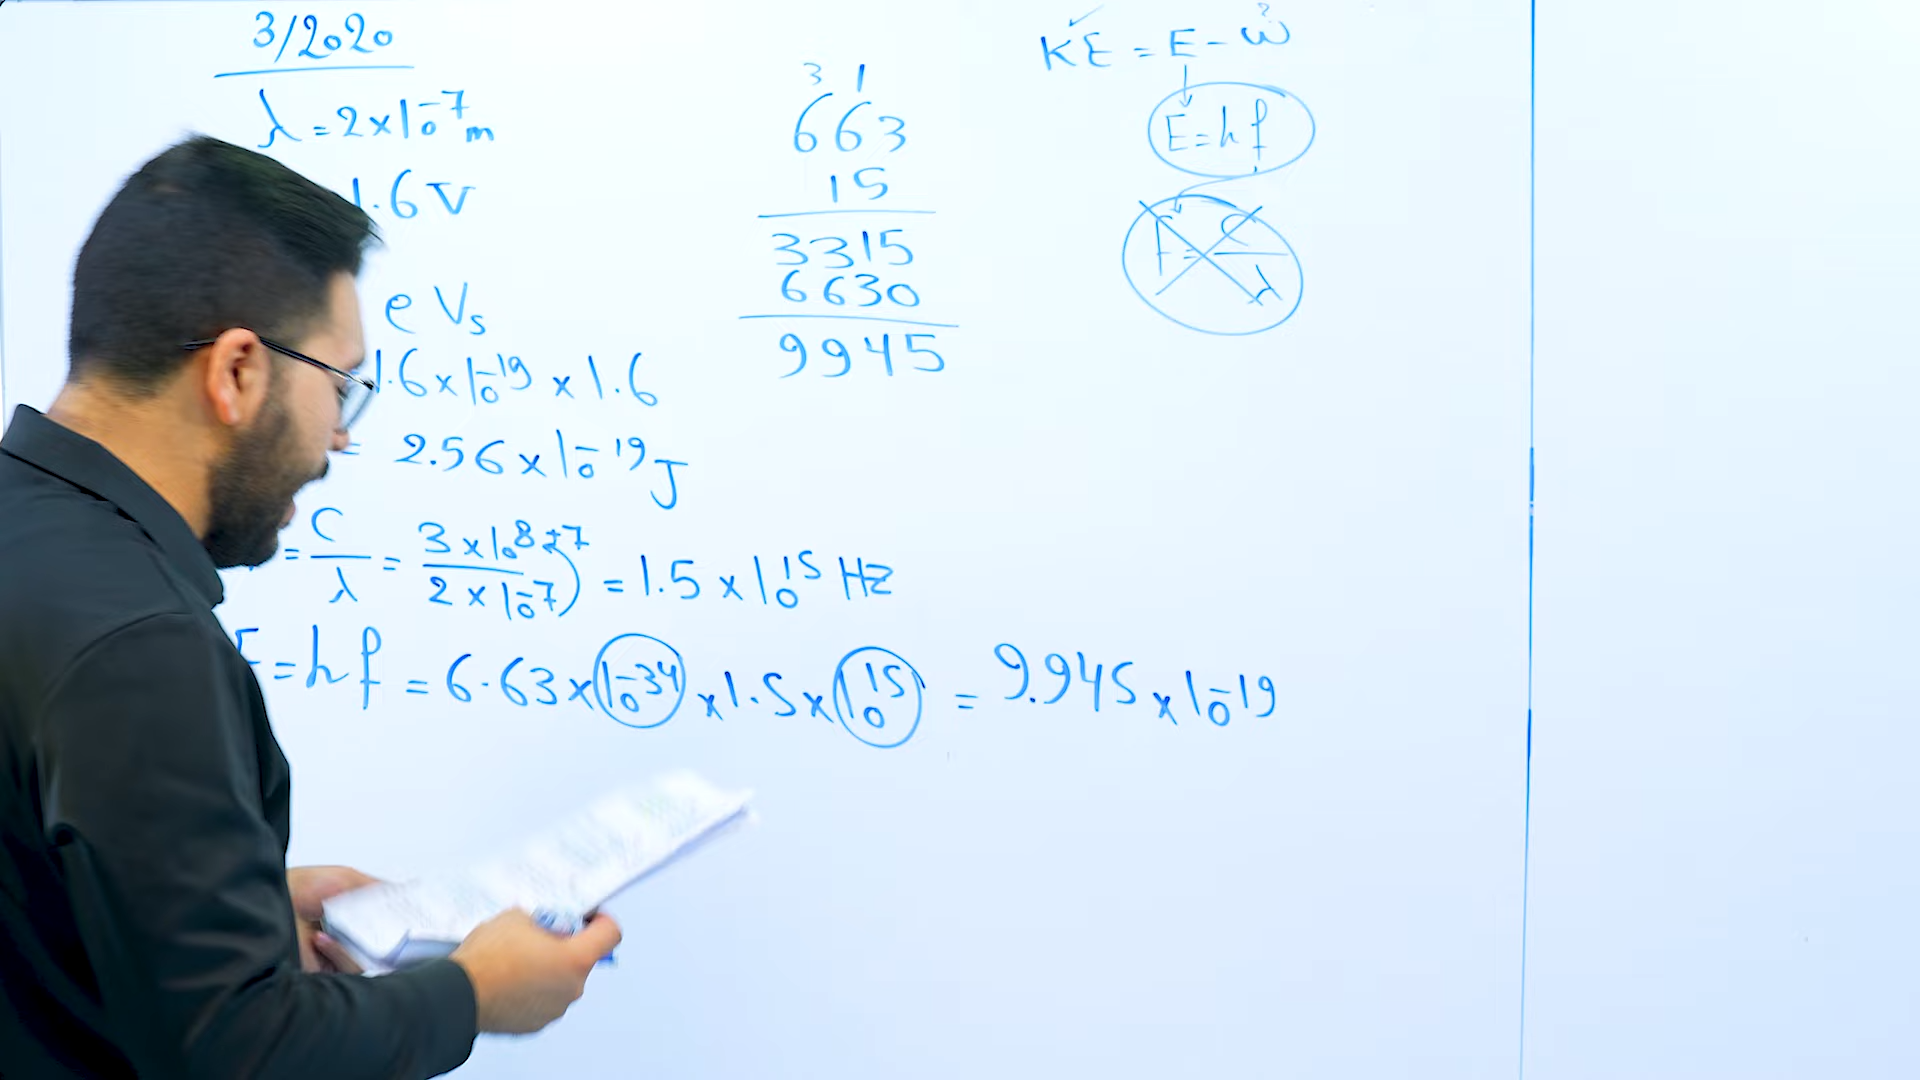 3/2020
λ = 2×10⁻⁷ m
1.6 V
eVs
1.6×10⁻¹⁹ × 1.6
= 2.56×10⁻¹⁹ J
= C/λ = 3×10⁸⁺⁷/2×10⁻⁷ = 1.5×10¹⁵ Hz
= hf = 6.63×10⁻³⁴ ×1.5×10¹⁵ = 9.945×10⁻¹⁹
3 1
663
15
3315
6630
9945
KE = E - ω ?
E = hf
f = C/λ